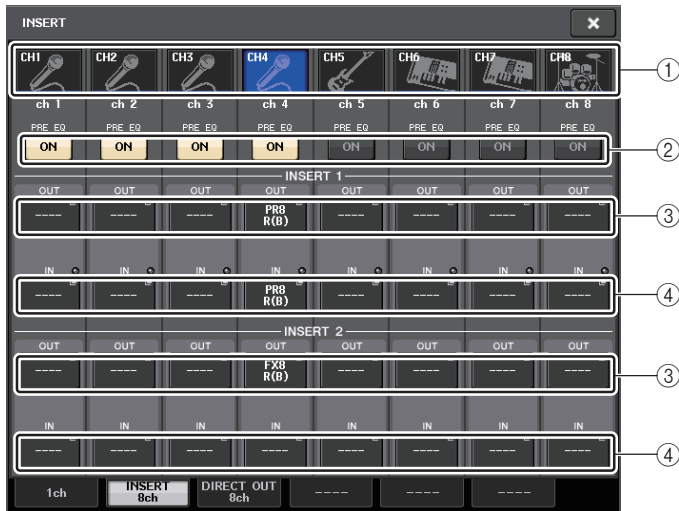 INSERT ×
CH1 CH2 CH3 CH4 CH5 CH6 CH7 CH8
①
ch 1 ch 2 ch 3 ch 4 ch 5 ch 6 ch 7 ch 8
PRE EQ PRE EQ PRE EQ PRE EQ PRE EQ PRE EQ PRE EQ PRE EQ
ON ON ON ON ON ON ON ON
②
INSERT 1
OUT OUT OUT OUT OUT OUT OUT OUT
---- ---- ---- PR8 ---- ---- ---- ----
R(B)
③
IN IN IN IN IN IN IN IN
---- ---- ---- PR8 ---- ---- ---- ----
R(B)
④
INSERT 2
OUT OUT OUT OUT OUT OUT OUT OUT
---- ---- ---- FX8 ---- ---- ---- ----
R(B)
③
IN IN IN IN IN IN IN IN
---- ---- ---- ---- ---- ---- ---- ----
④
1ch INSERT DIRECT OUT ---- ---- ----
8ch 8ch